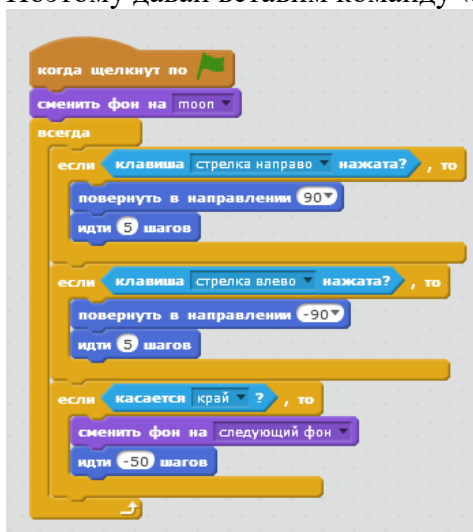 Поэтому давай вставим команду «
когда щелкнут по
сменить фон на moon
всегда
если клавиша стрелка направо нажата? , то
повернуть в направлении 90
идти 5 шагов
если клавиша стрелка влево нажата? , то
повернуть в направлении -90
идти 5 шагов
если касается край ? , то
сменить фон на следующий фон
идти -50 шагов